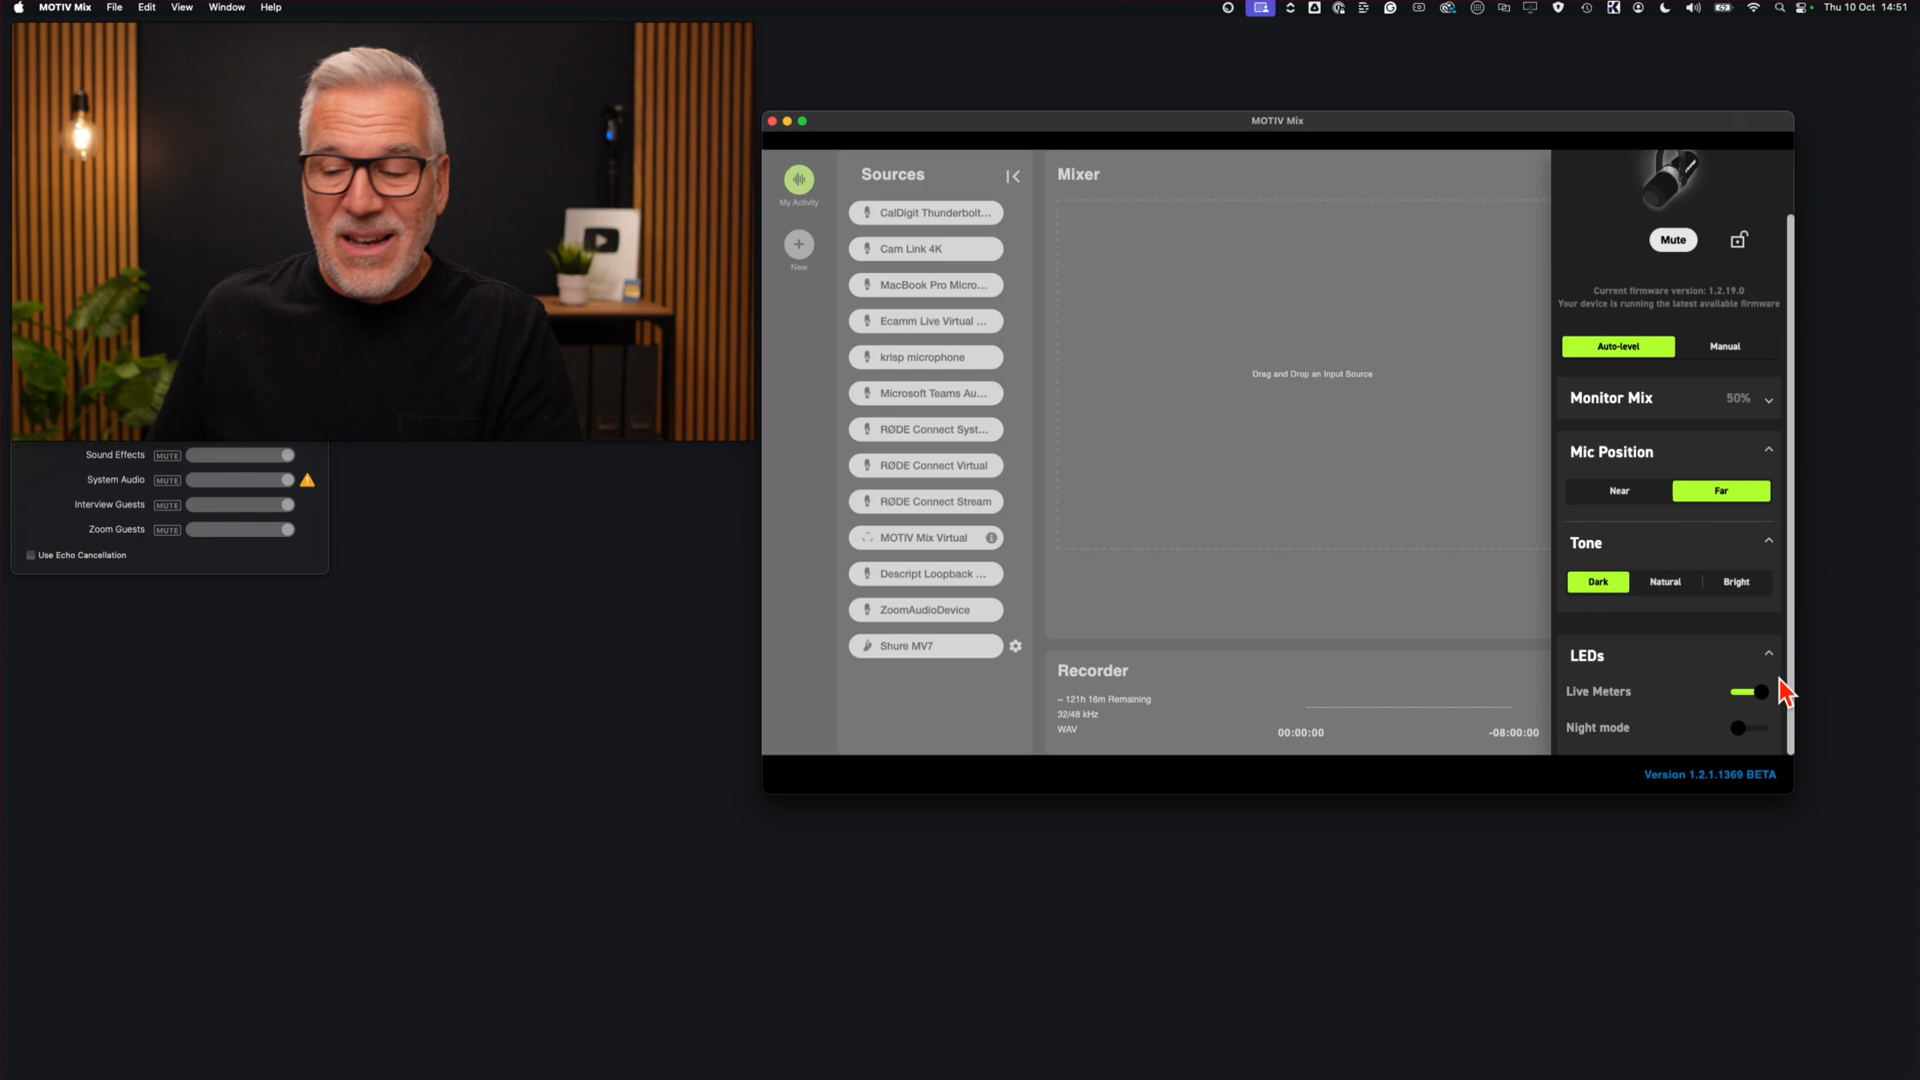 MOTIV Mix File Edit View Window Help
Thu 10 Oct 14:51
Sound Effects MUTE
System Audio MUTE
Interview Guests MUTE
Zoom Guests MUTE
Use Echo Cancellation
MOTIV Mix
My Activity
New
Sources
CalDigit Thunderbolt...
Cam Link 4K
MacBook Pro Micro...
Ecamm Live Virtual ...
krisp microphone
Microsoft Teams Au...
RØDE Connect Syst...
RØDE Connect Virtual
RØDE Connect Stream
MOTIV Mix Virtual
Descript Loopback ...
ZoomAudioDevice
Shure MV7
Mixer
Drag and Drop an Input Source
Recorder
~ 121h 16m Remaining
32/48 kHz
WAV
00:00:00
-08:00:00
Mute
Current firmware version: 1.2.19.0
Your device is running the latest available firmware
Auto-level Manual
Monitor Mix 50%
Mic Position
Near Far
Tone
Dark Natural Bright
LEDs
Live Meters
Night mode
Version 1.2.1.1369 BETA